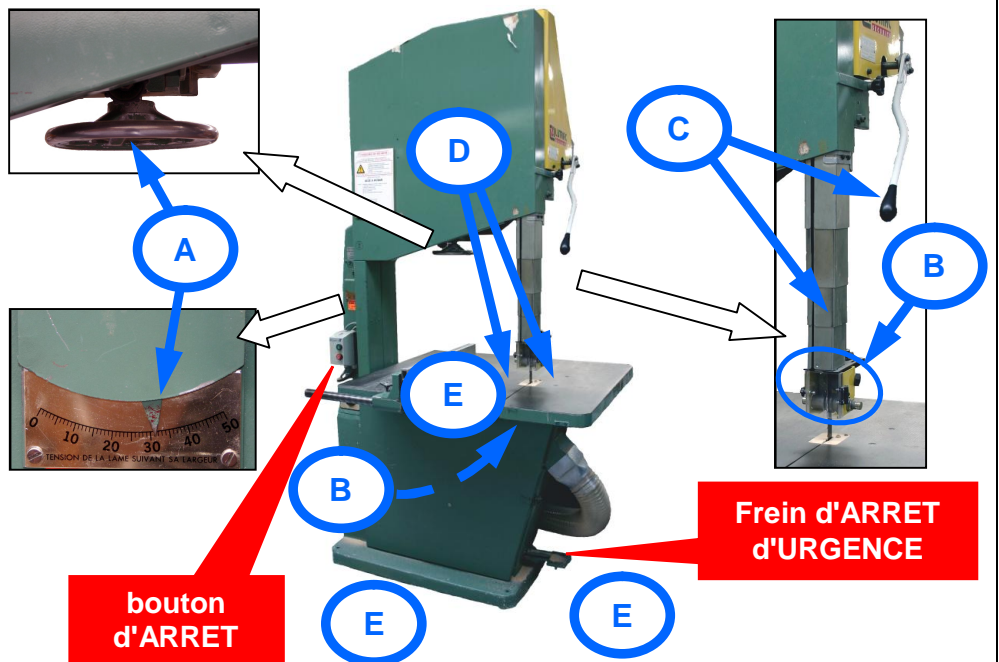 D
C
B
A
E
0 10 20 30 40 50
TENSION DE LA LAME SUIVANT SA LARGEUR
B
Frein d'ARRET
d'URGENCE
bouton
d'ARRET
E
E